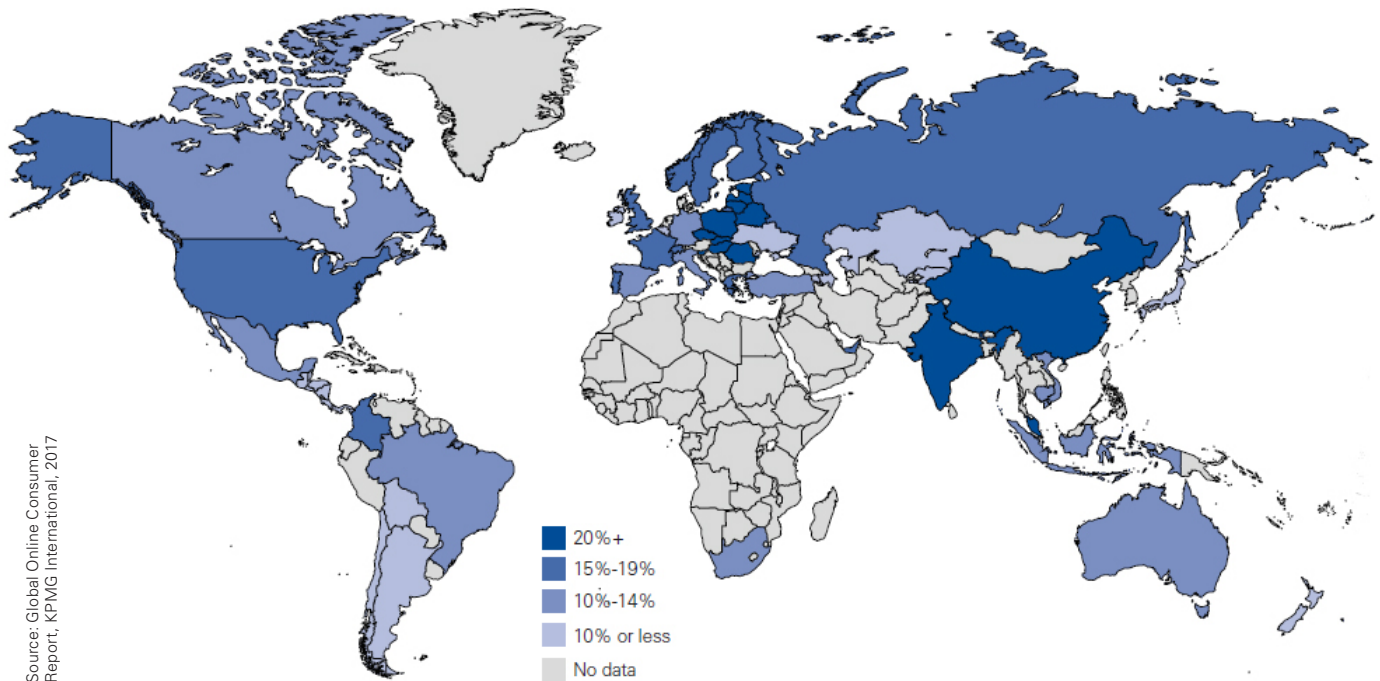 Source: Global Online Consumer
Report, KPMG International, 2017
20%+
15%-19%
10%-14%
10% or less
No data